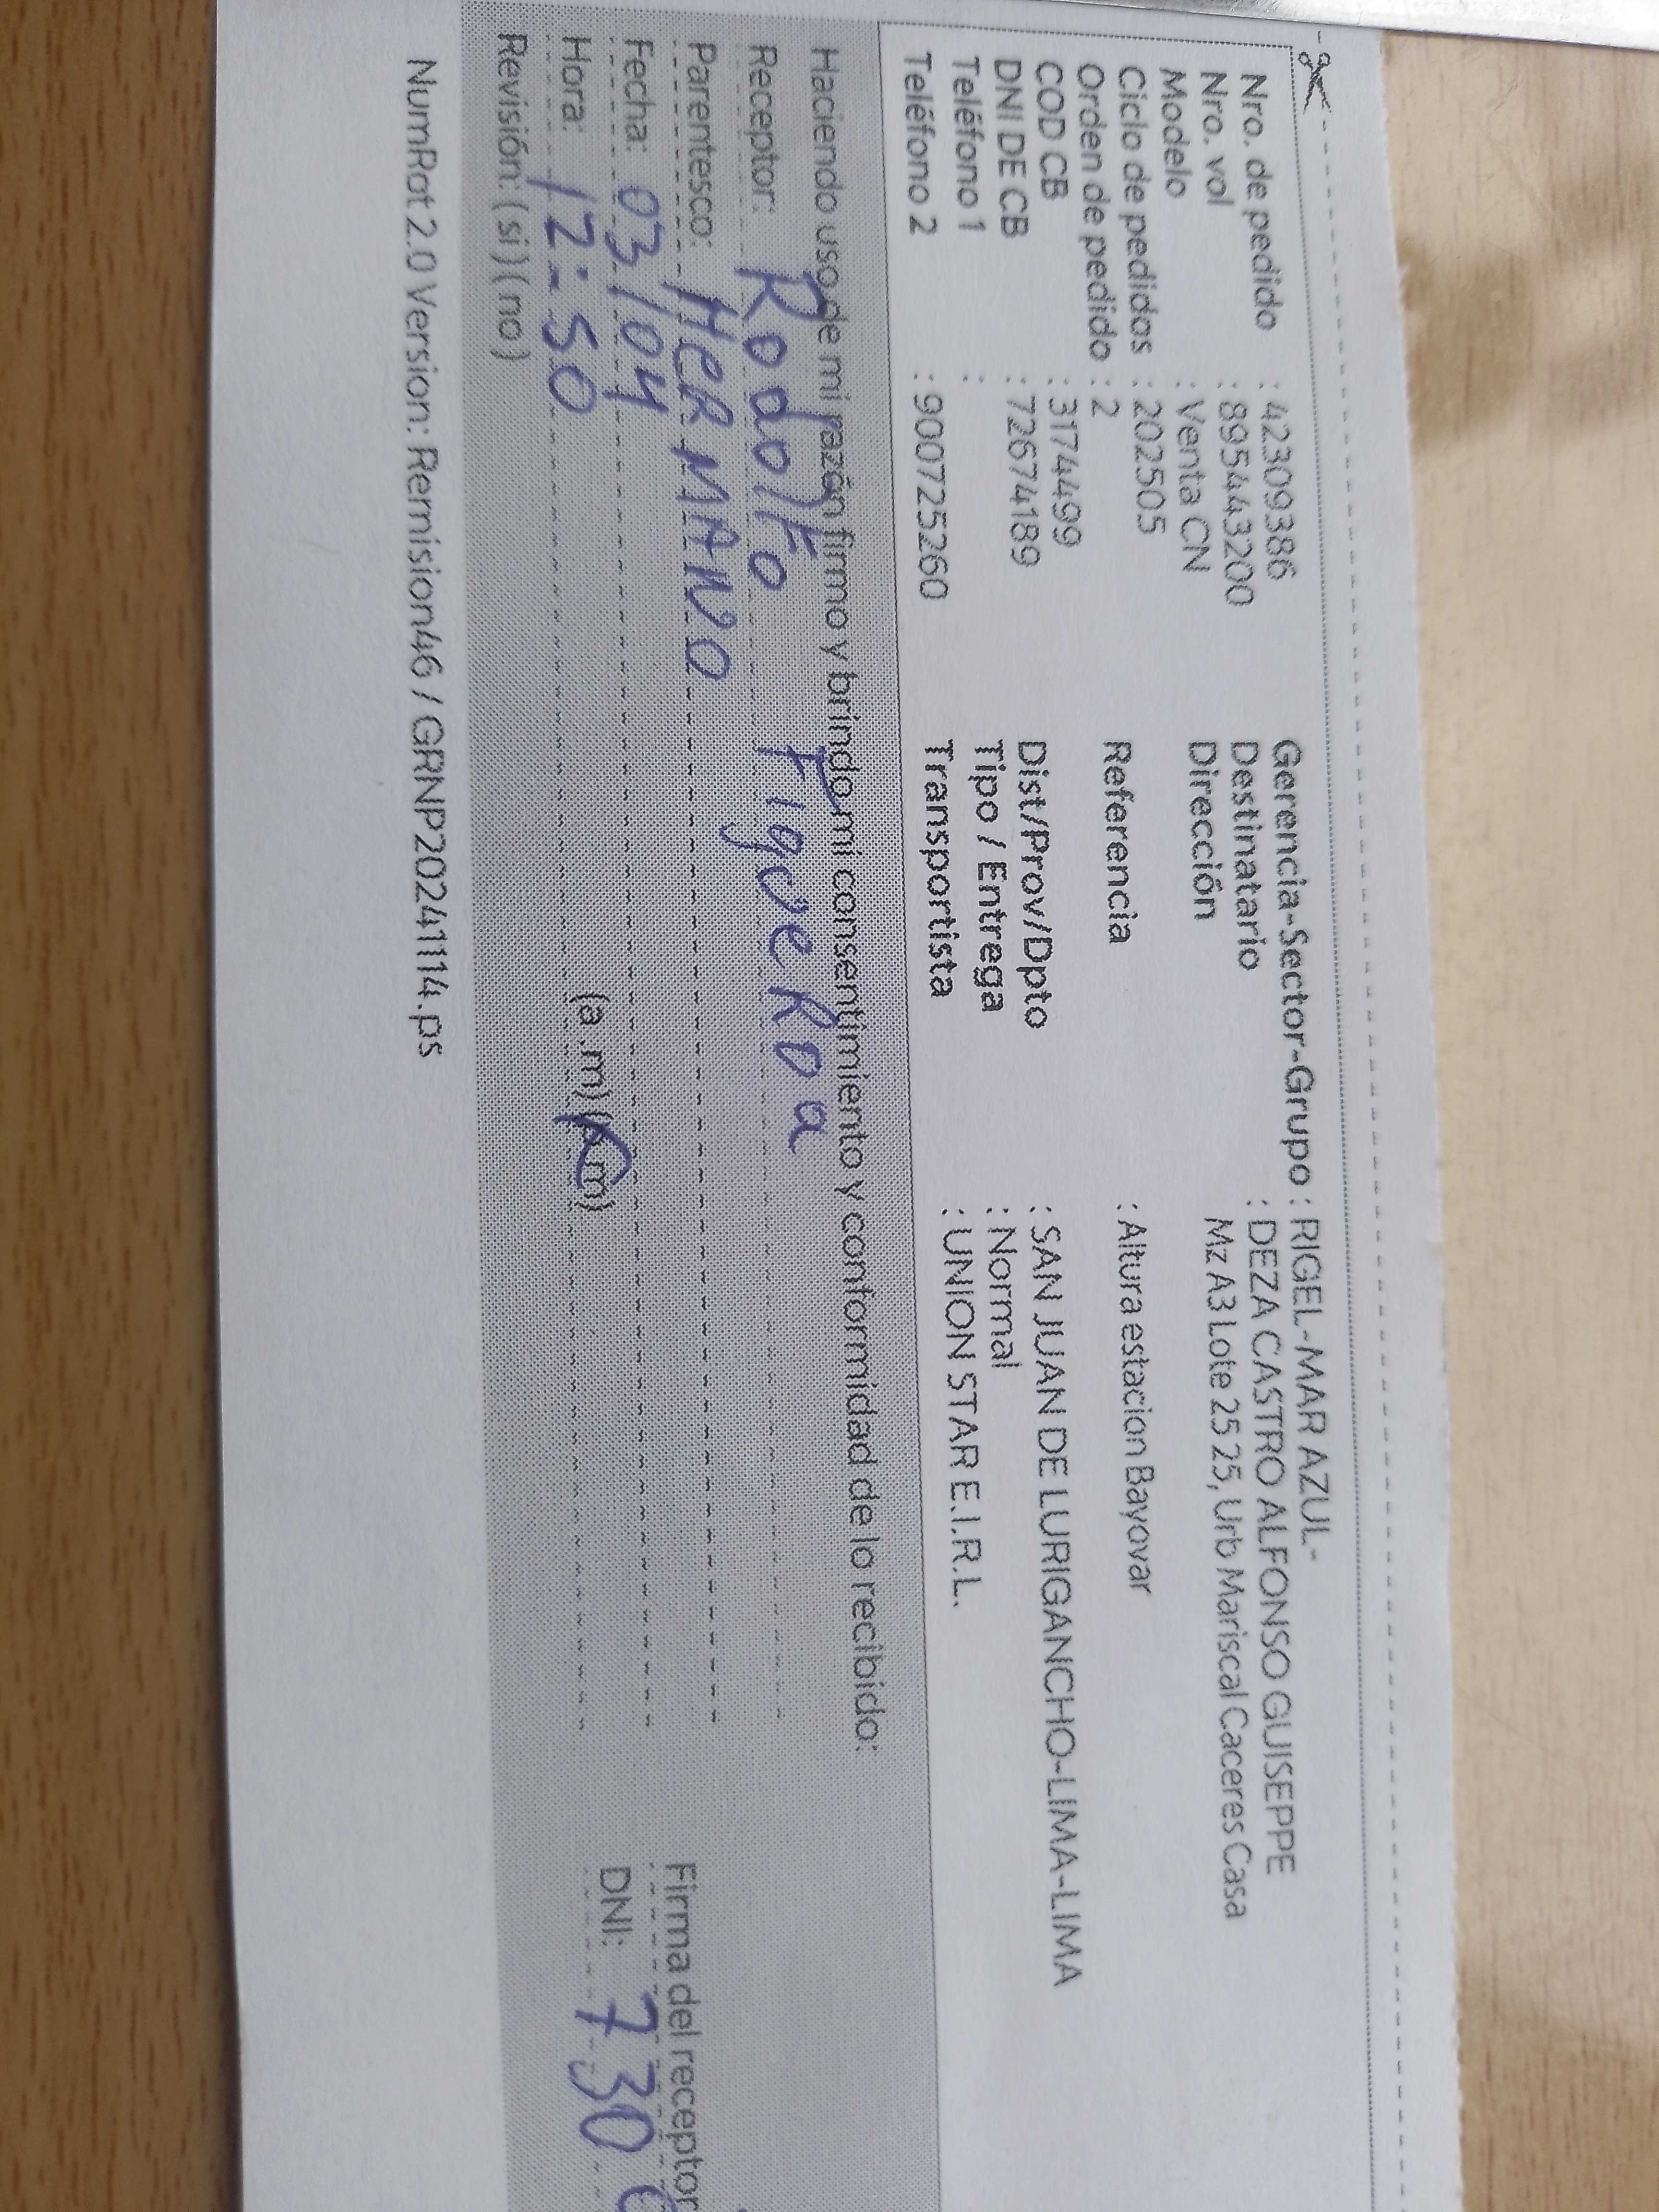 Nro. de pedido : 42309386
Nro. vol : 895443200
Modelo : Venta CN
Ciclo de pedidos : 202505
Orden de pedido : 2
COD CB : 3174499
DNI DE CB : 72674189
Teléfono 1 :
Teléfono 2 : 900725260
Gerencia-Sector-Grupo : RIGEL-MAR AZUL-
Destinatario : DEZA CASTRO ALFONSO GUISEPPE
Dirección Mz A3 Lote 25 25, Urb Mariscal Caceres Casa
Referencia : Altura estacion Bayovar
Dist/Prov/Dpto : SAN JUAN DE LURIGANCHO-LIMA-LIMA
Tipo / Entrega : Normal
Transportista : UNION STAR E.I.R.L.
Haciendo uso de mi razón firmo y brindo mi consentimiento y conformidad de lo recibido:
Receptor: Rodolfo Figueroa
Parentesco: HERMANO
Fecha: 03/04
Hora: 12:50 (a.m) (p.m)
Revisión: (si) (no)
Firma del receptor
DNI: 730
NumRot 2.0 Version: Remision46 / GRNP20241114.ps